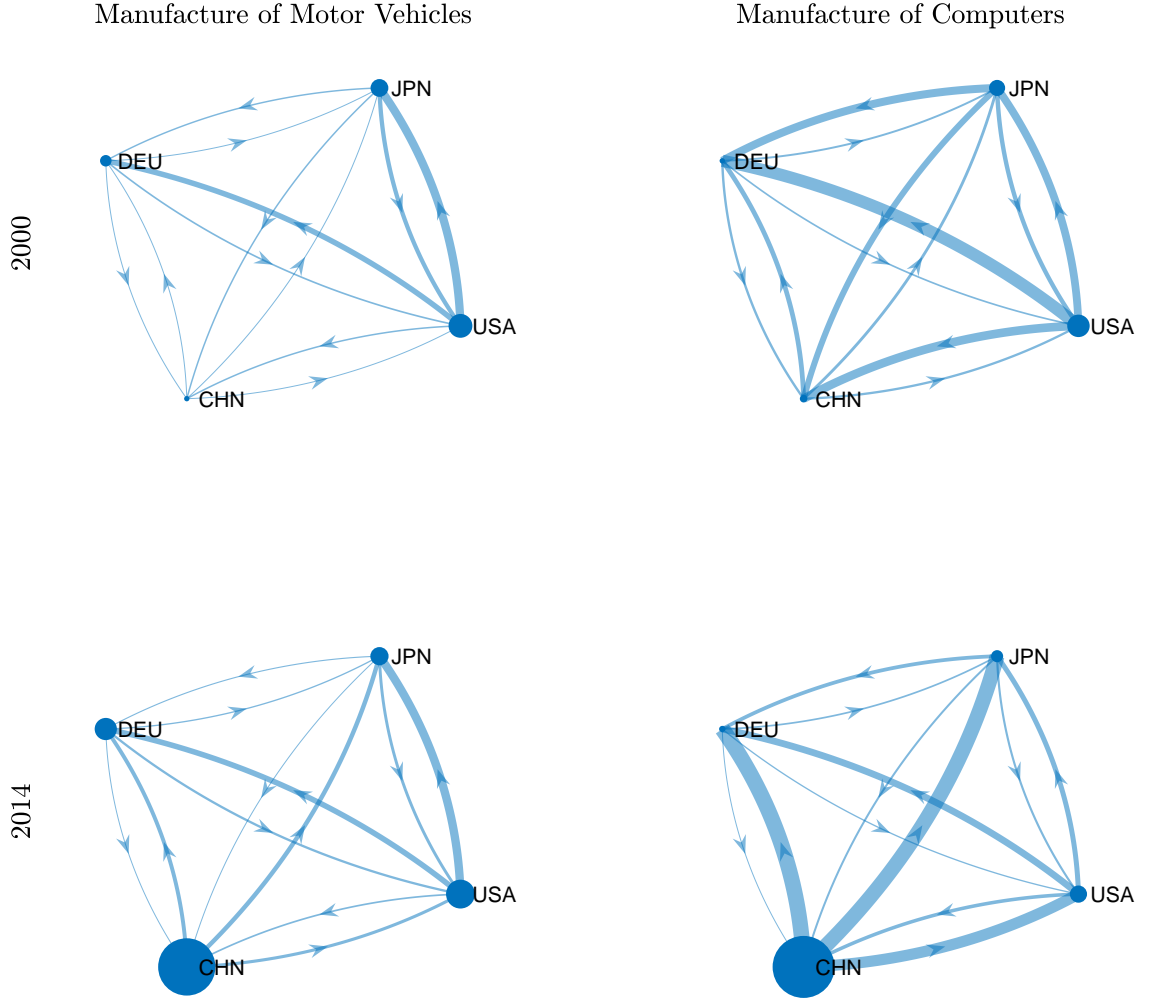 Manufacture of Motor Vehicles
Manufacture of Computers
2000
JPN
DEU
USA
CHN
JPN
DEU
USA
CHN
2014
JPN
DEU
USA
CHN
JPN
DEU
USA
CHN